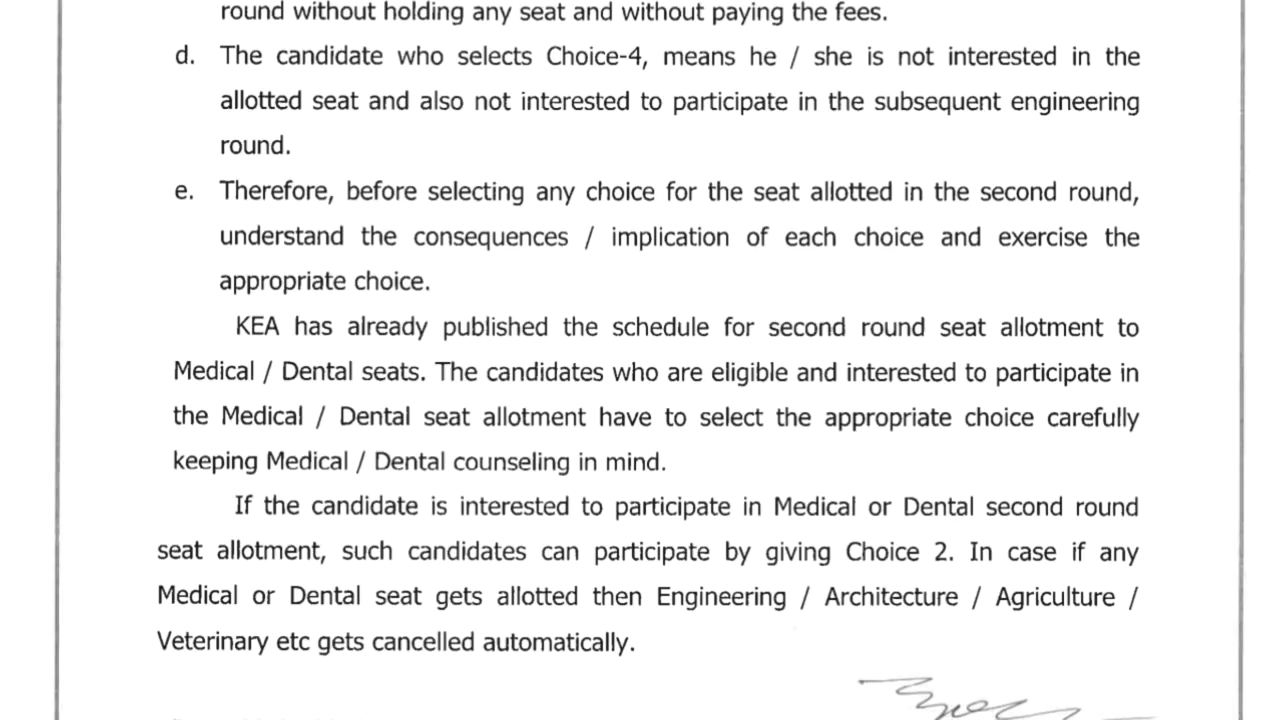 round without holding any seat and without paying the fees.
d. The candidate who selects Choice-4, means he / she is not interested in the
allotted seat and also not interested to participate in the subsequent engineering
round.
e. Therefore, before selecting any choice for the seat allotted in the second round,
understand the consequences / implication of each choice and exercise the
appropriate choice.
KEA has already published the schedule for second round seat allotment to
Medical / Dental seats. The candidates who are eligible and interested to participate in
the Medical / Dental seat allotment have to select the appropriate choice carefully
keeping Medical / Dental counseling in mind.
If the candidate is interested to participate in Medical or Dental second round
seat allotment, such candidates can participate by giving Choice 2. In case if any
Medical or Dental seat gets allotted then Engineering / Architecture / Agriculture /
Veterinary etc gets cancelled automatically.